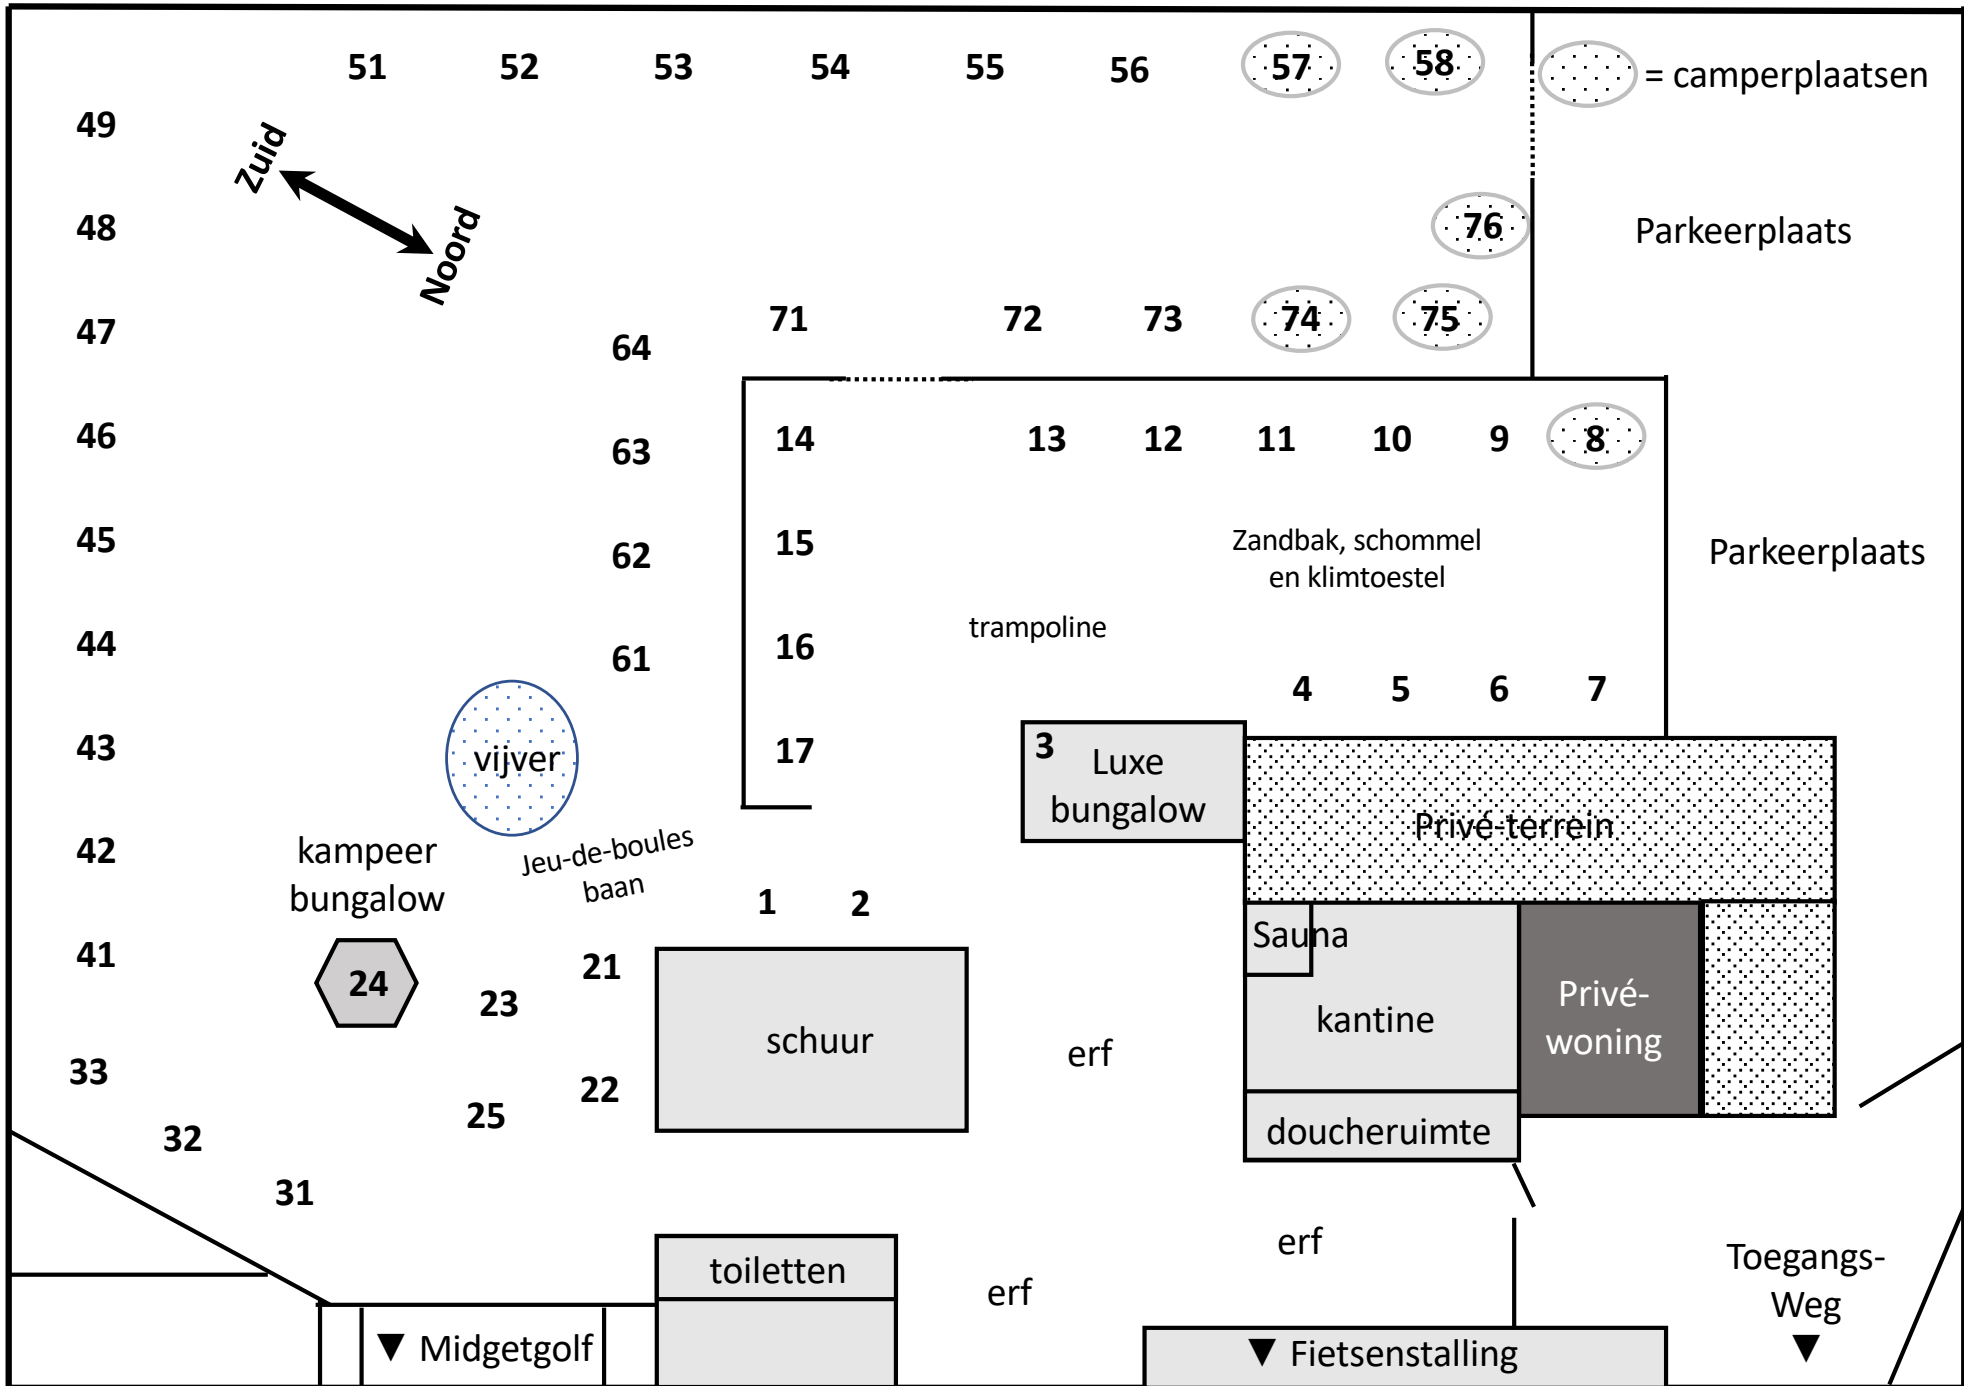 51 52 53 54 55 56 57 58 = camperplaatsen
49
Zuid
Noord
48 76 Parkeerplaats
47 64 71 72 73 74 75
46 63 14 13 12 11 10 9 8
45 62 15 Zandbak, schommel
en klimtoestel
Parkeerplaats
trampoline
44 61 16 4 5 6 7
43 vijver 17 3 Luxe
bungalow
Privé-terrein
42 kampeer
bungalow
Jeu-de-boules
baan
1 2
41 24 23 21 Sauna
schuur erf kantine Privé-
woning
33 25 22
32 doucheruimte
31
toiletten erf erf Toegangs-
Weg
▼ Midgetgolf ▼ Fietsenstalling ▼